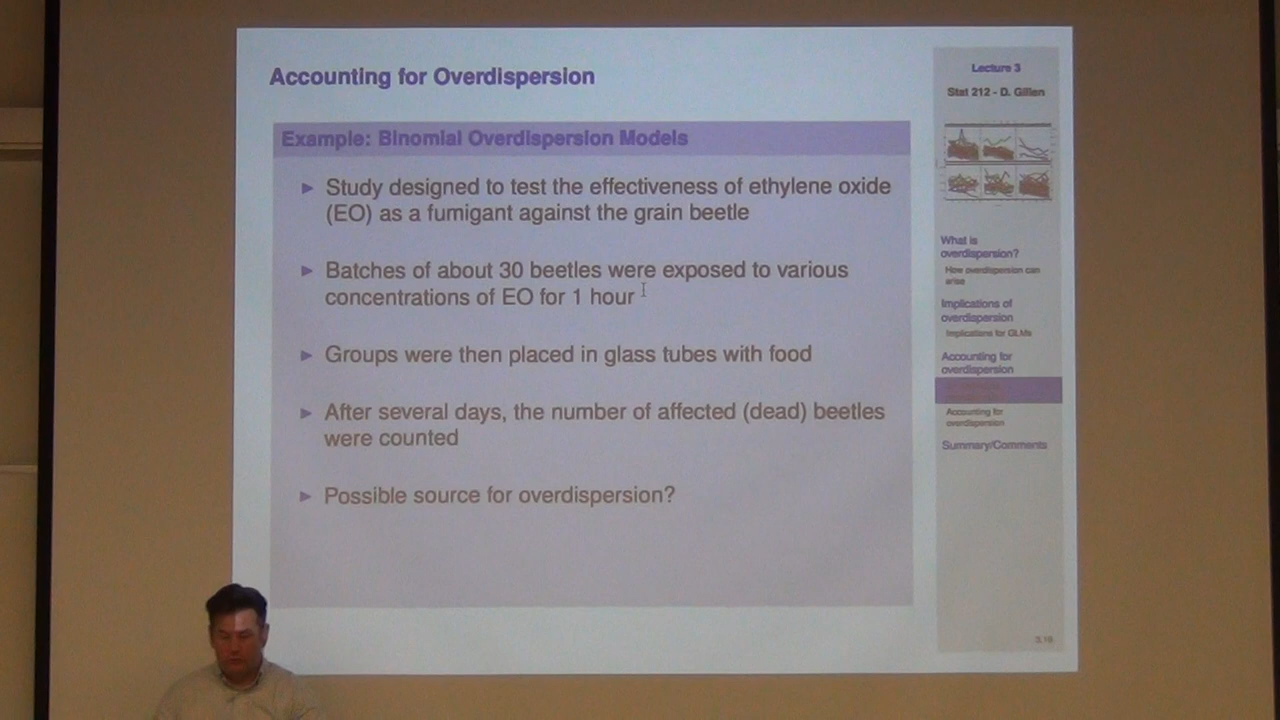 Accounting for Overdispersion
Example: Binomial Overdispersion Models
Study designed to test the effectiveness of ethylene oxide
(EO) as a fumigant against the grain beetle
Batches of about 30 beetles were exposed to various
concentrations of EO for 1 hour
Groups were then placed in glass tubes with food
After several days, the number of affected (dead) beetles
were counted
Possible source for overdispersion?
Lecture 3
Stat 212 - D. Gillen
What is
overdispersion?
How overdispersion can
arise
Implications of
overdispersion
Implications for GLMs
Accounting for
overdispersion
Accounting for
overdispersion
Summary/Comments